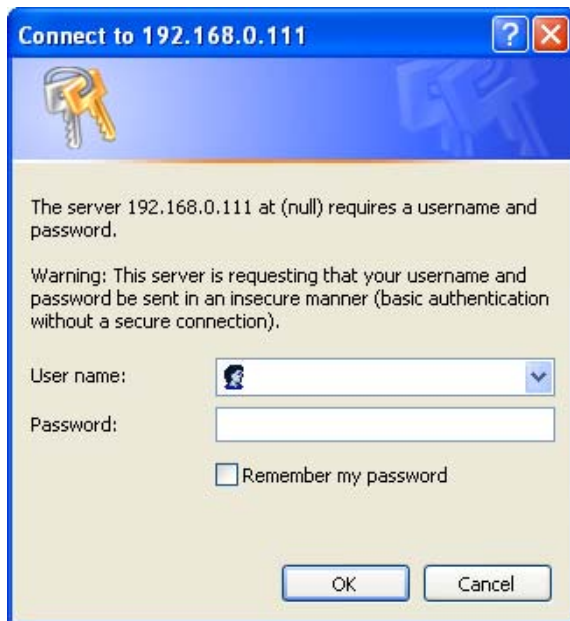 Connect to 192.168.0.111
The server 192.168.0.111 at (null) requires a username and
password.
Warning: This server is requesting that your username and
password be sent in an insecure manner (basic authentication
without a secure connection).
User name:
Password:
Remember my password
OK
Cancel